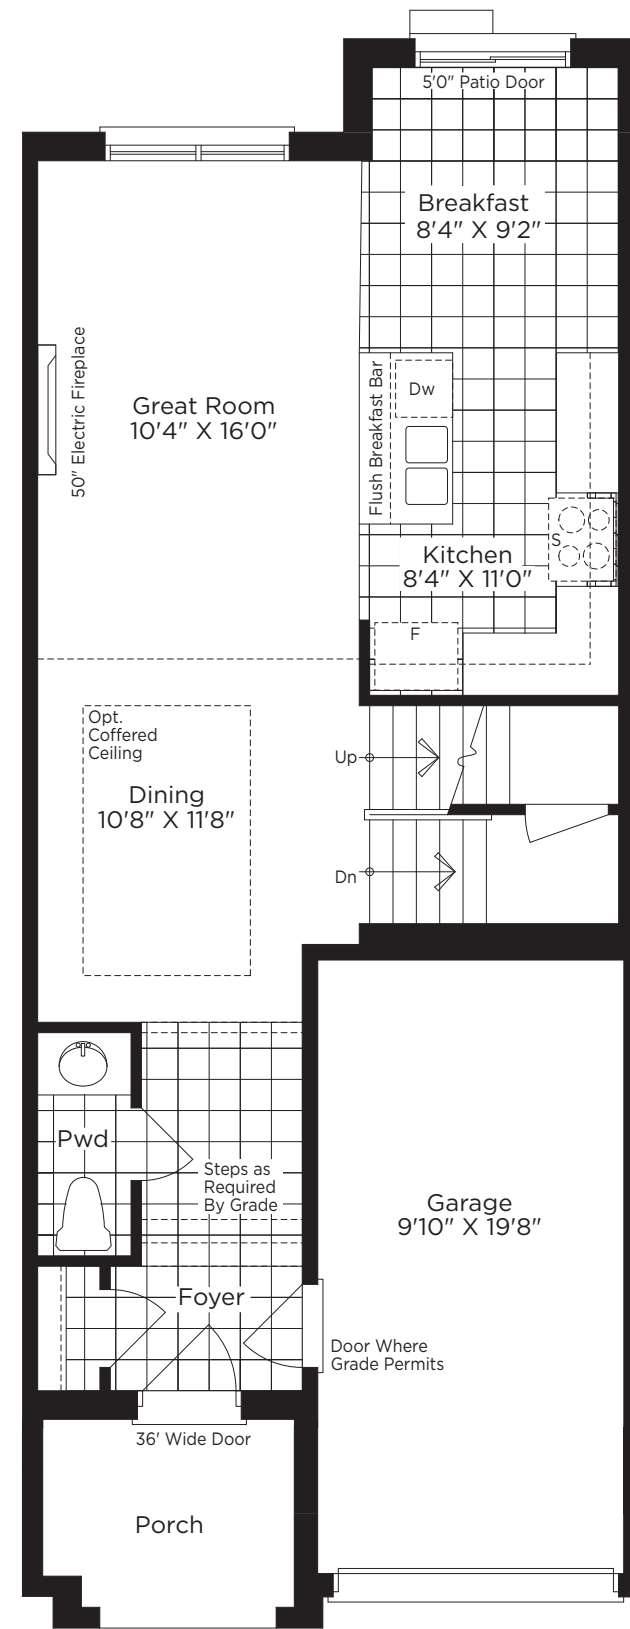 5'0" Patio Door
Breakfast
8'4" X 9'2"
50" Electric Fireplace
Great Room
10'4" X 16'0"
Flush Breakfast Bar
Dw
S
Kitchen
8'4" X 11'0"
F
Opt.
Coffered
Ceiling
Up
Dining
10'8" X 11'8"
Dn
Pwd
Steps as
Required
By Grade
Garage
9'10" X 19'8"
Foyer
Door Where
Grade Permits
36' Wide Door
Porch